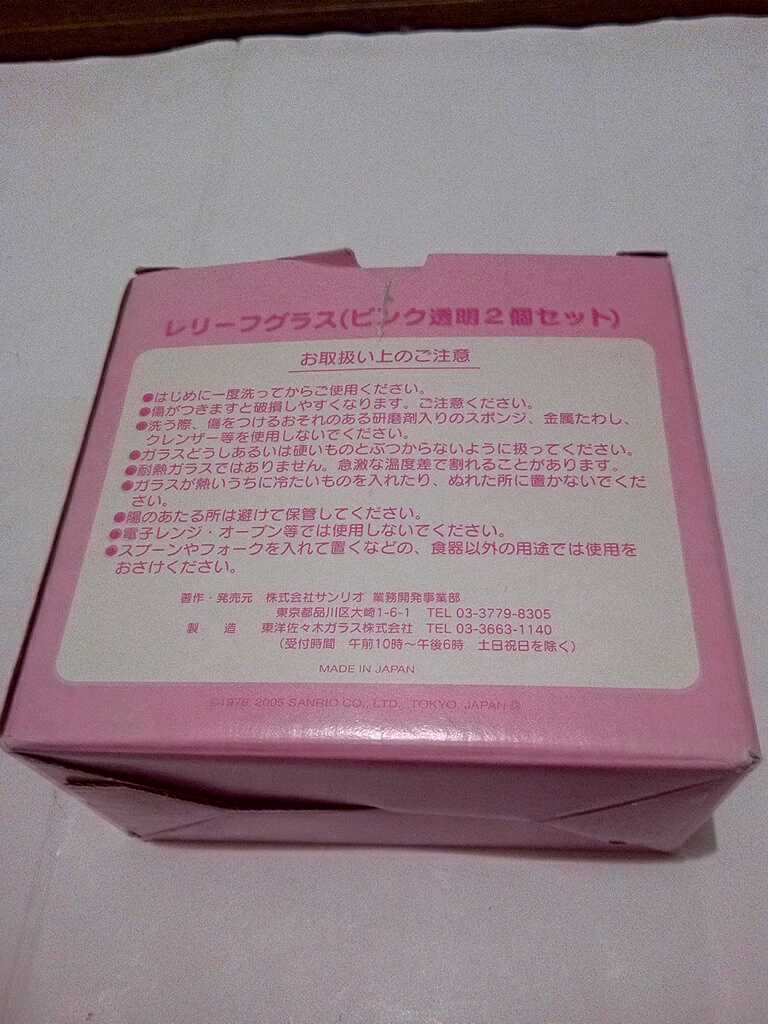 レリーフグラス(ピンク透明2個セット)
お取扱い上のご注意
●はじめに一度洗ってからご使用ください。
●傷がつきますと破損しやすくなります。ご注意ください。
●洗う際、傷をつけるおそれのある研磨剤入りのスポンジ、金属たわし、
クレンザー等を使用しないでください。
●ガラスどうしあるいは硬いものとぶつからないように扱ってください。
●耐熱ガラスではありません。急激な温度差で割れることがあります。
●ガラスが熱いうちに冷たいものを入れたり、ぬれた所に置かないでくだ
さい。
●陽のあたる所は避けて保管してください。
●電子レンジ・オーブン等では使用しないでください。
●スプーンやフォークを入れて置くなどの、食器以外の用途では使用を
おさけください。
著作・発売元 株式会社サンリオ 業務開発事業部
東京都品川区大崎1-6-1 TEL 03-3779-8305
製 造 東洋佐々木ガラス株式会社 TEL 03-3663-1140
(受付時間 午前10時〜午後6時 土日祝日を除く)
MADE IN JAPAN
©1976, 2005 SANRIO CO., LTD. TOKYO, JAPAN